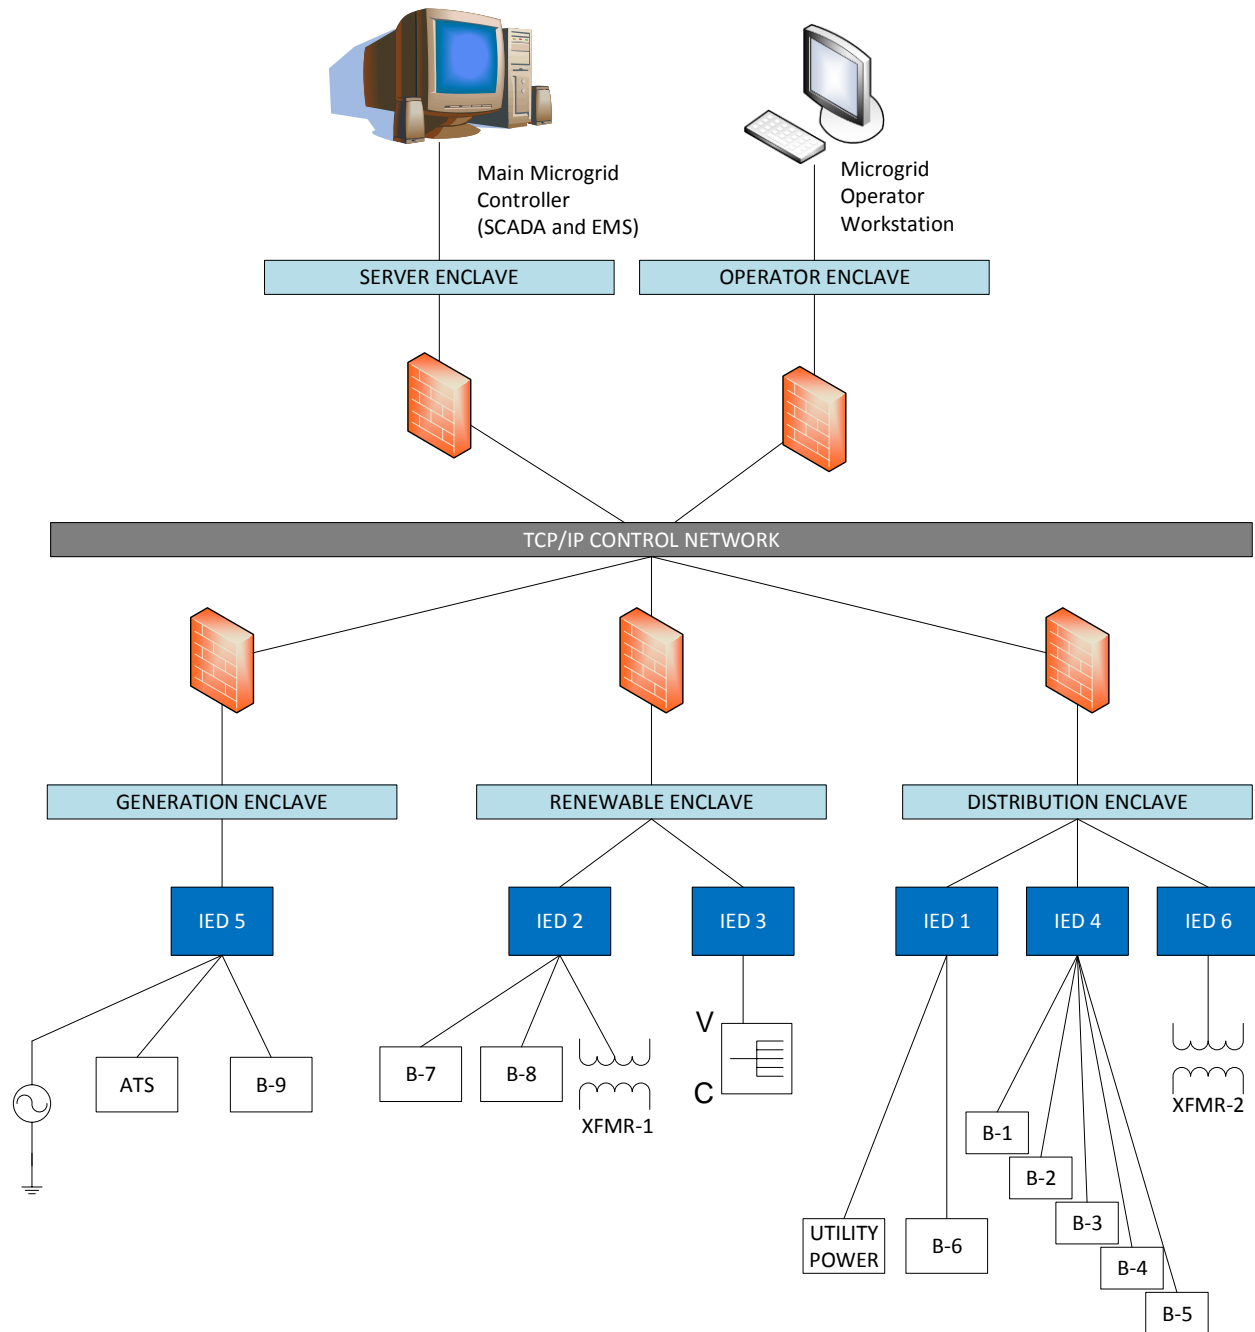 Main Microgrid
Controller
(SCADA and EMS)
Microgrid
Operator
Workstation
SERVER ENCLAVE
OPERATOR ENCLAVE
TCP/IP CONTROL NETWORK
GENERATION ENCLAVE
RENEWABLE ENCLAVE
DISTRIBUTION ENCLAVE
IED 5
IED 2
IED 3
IED 1
IED 4
IED 6
V
C
ATS
B-9
B-7
B-8
XFMR-1
XFMR-2
B-1
B-2
B-3
UTILITY
POWER
B-6
B-4
B-5